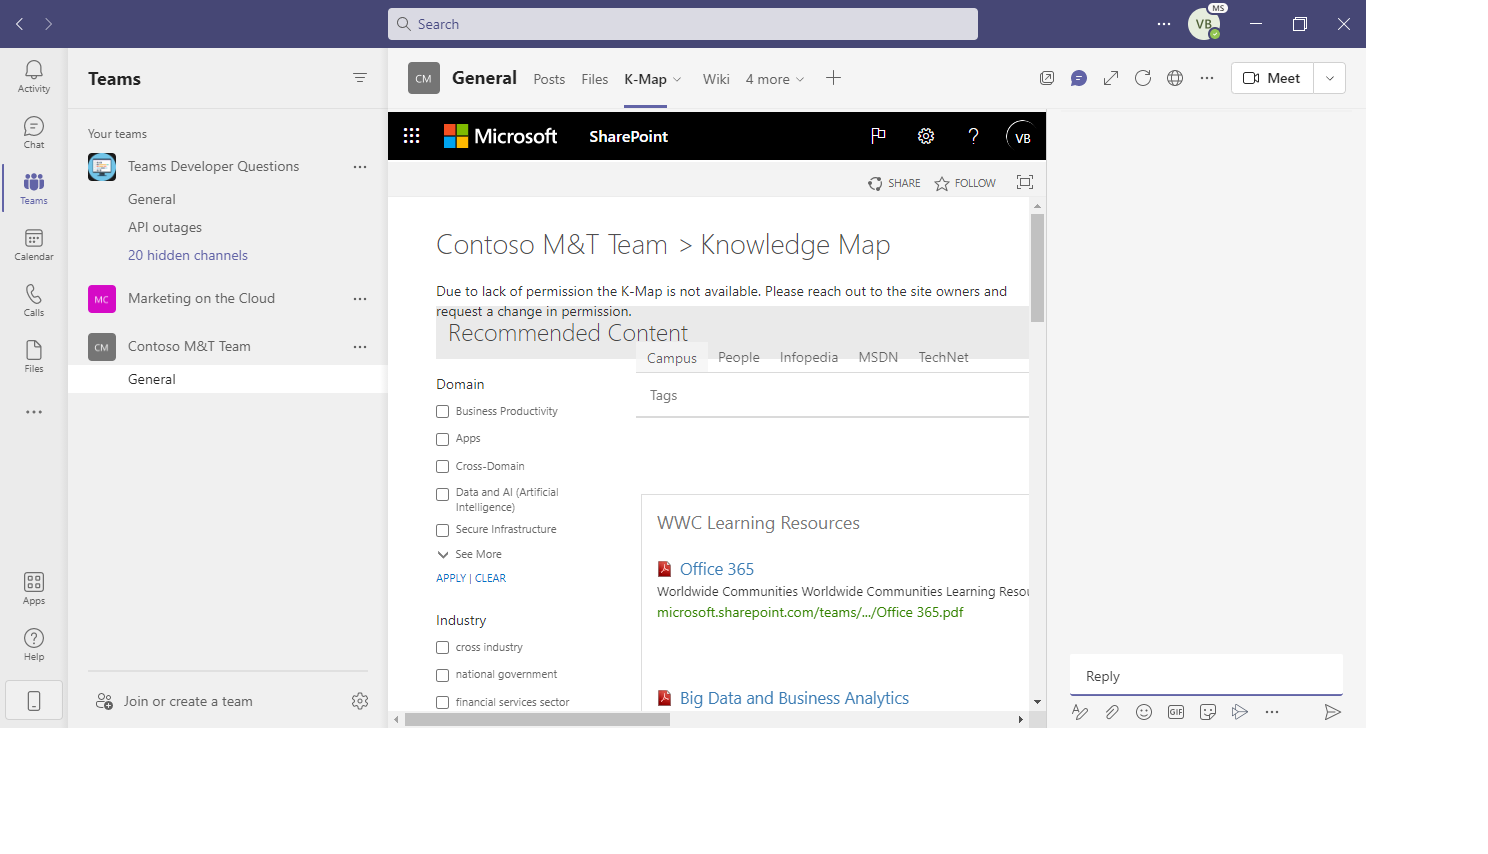 Search
VB
MS
Activity
Chat
Teams
Calendar
Calls
Files
Apps
Help
Teams
Your teams
Teams Developer Questions
General
API outages
20 hidden channels
MC Marketing on the Cloud
CM Contoso M&T Team
General
Join or create a team
CM General Posts Files K-Map Wiki 4 more
Meet
Microsoft SharePoint
VB
SHARE FOLLOW
Contoso M&T Team > Knowledge Map
Due to lack of permission the K-Map is not available. Please reach out to the site owners and
request a change in permission.
Recommended Content
Campus People Infopedia MSDN TechNet
Tags
Domain
Business Productivity
Apps
Cross-Domain
Data and AI (Artificial
Intelligence)
Secure Infrastructure
See More
APPLY | CLEAR
Industry
cross industry
national government
financial services sector
WWC Learning Resources
Office 365
Worldwide Communities Worldwide Communities Learning Resou
microsoft.sharepoint.com/teams/.../Office 365.pdf
Big Data and Business Analytics
Reply
GIF